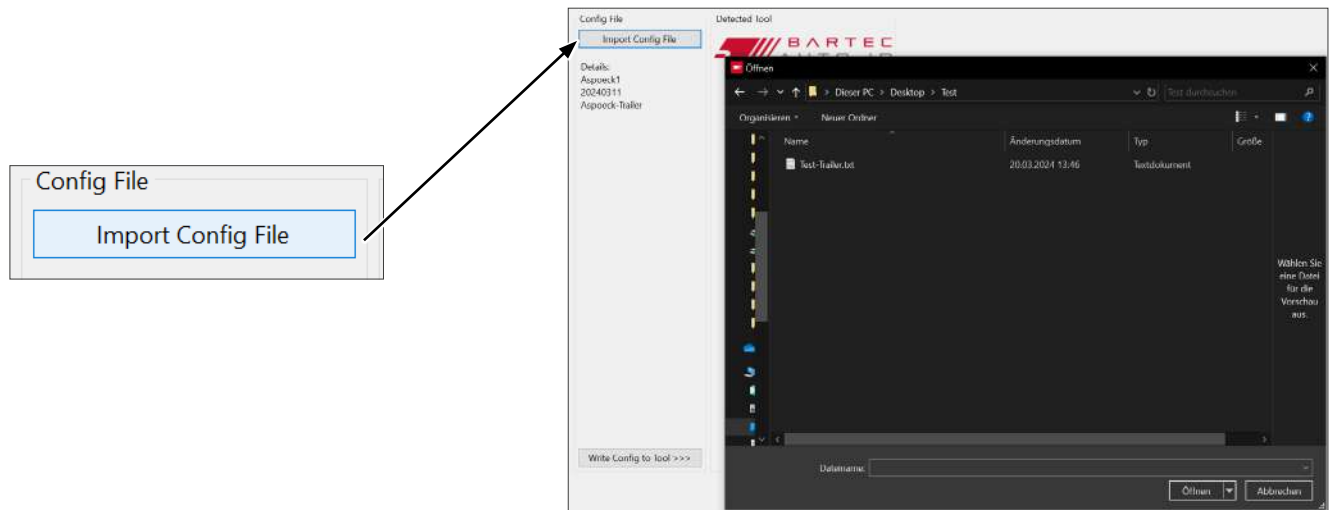 Config File
Import Config File
Config File
Import Config File
Details:
Aspoeck1
20240311
Aspoeck-Trailer
Write Config to Tool >>>
Detected Tool
BARTEC
AUTO ID
Öffnen
Dieser PC > Desktop > Test
Test durchsuchen
Organisieren
Neuer Ordner
Name
Änderungsdatum
Typ
Größe
Test-Trailer.txt
20.03.2024 13:46
Textdokument
Wählen Sie
eine Datei
für die
Vorschau
aus.
Dateiname:
Öffnen
Abbrechen